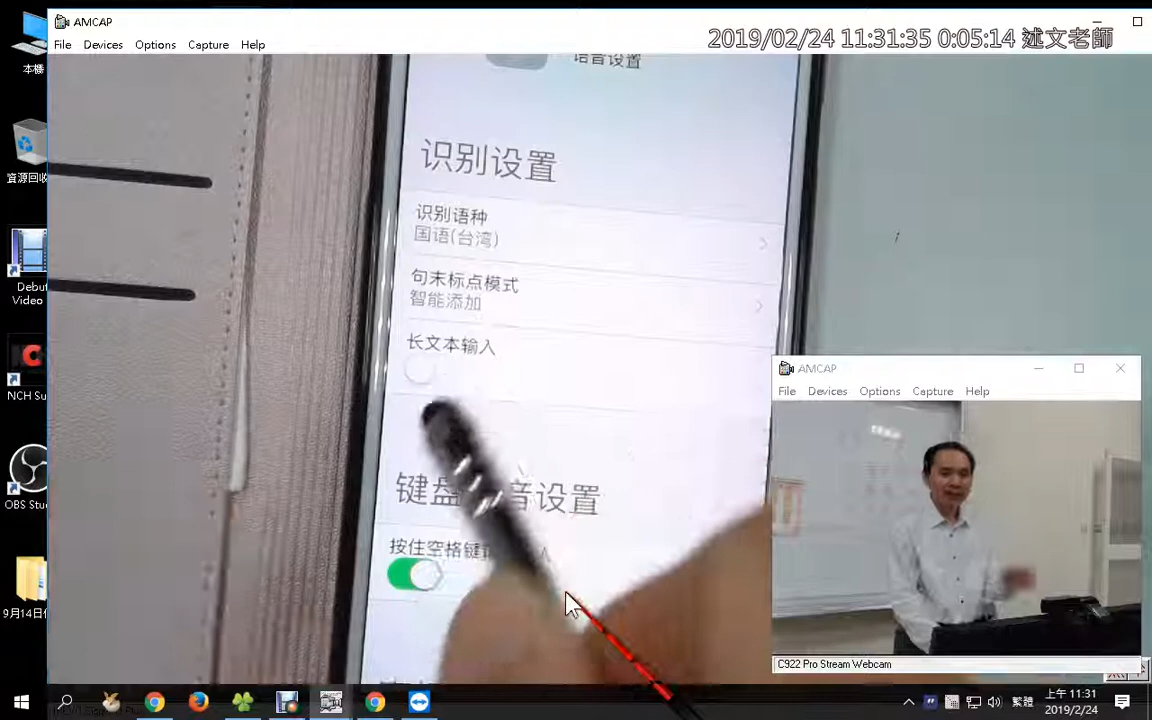 AMCAP
File Devices Options Capture Help
2019/02/24 11:31:35 0:05:14 述文老師
本機
资源回收
Debut
Video
NCH Su
OBS Stu
9月14日
语音设置
识别设置
识别语种
国语(台湾)
句末标点模式
智能添加
长文本输入
键盘
音设置
按住空格键
AMCAP
File Devices Options Capture Help
C922 Pro Stream Webcam
繁體
上午 11:31
2019/2/24